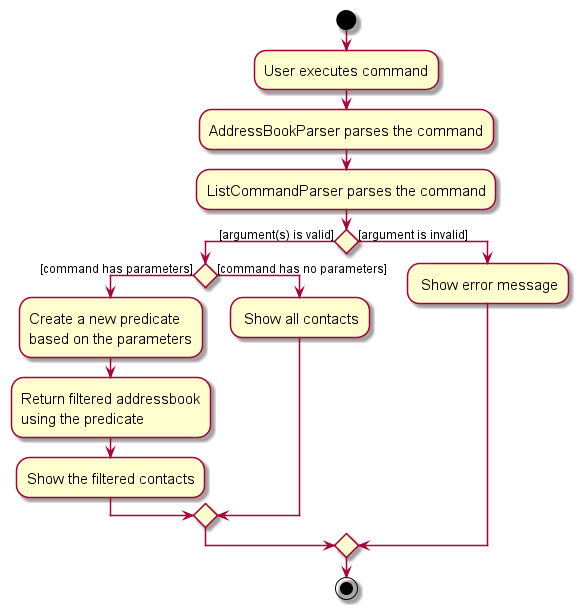 User executes command
AddressBookParser parses the command
ListCommandParser parses the command
[argument(s) is valid]
[argument is invalid]
[command has parameters]
[command has no parameters]
Create a new predicate
based on the parameters
Return filtered addressbook
using the predicate
Show the filtered contacts
Show all contacts
Show error message